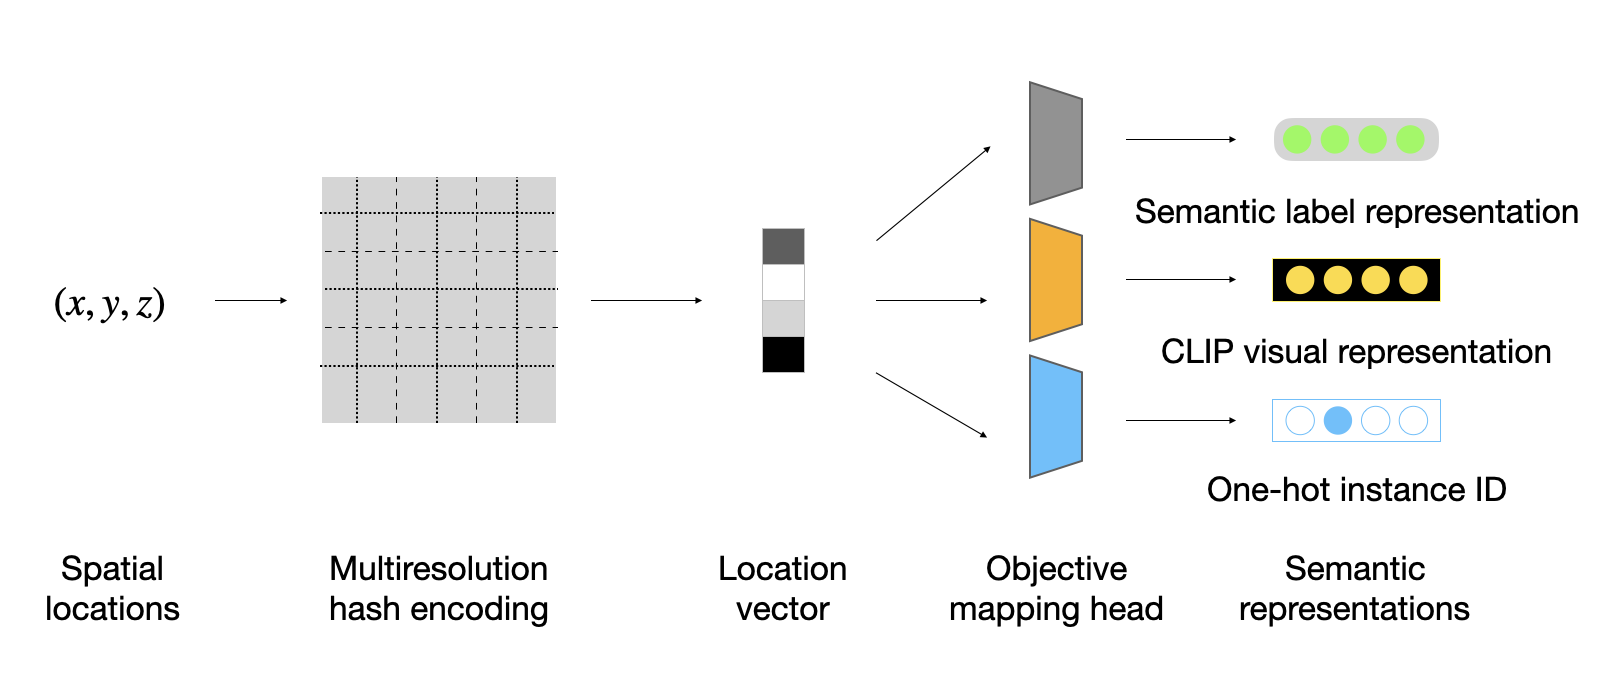 (x, y, z)
Semantic label representation
CLIP visual representation
One-hot instance ID
Spatial
locations
Multiresolution
hash encoding
Location
vector
Objective
mapping head
Semantic
representations